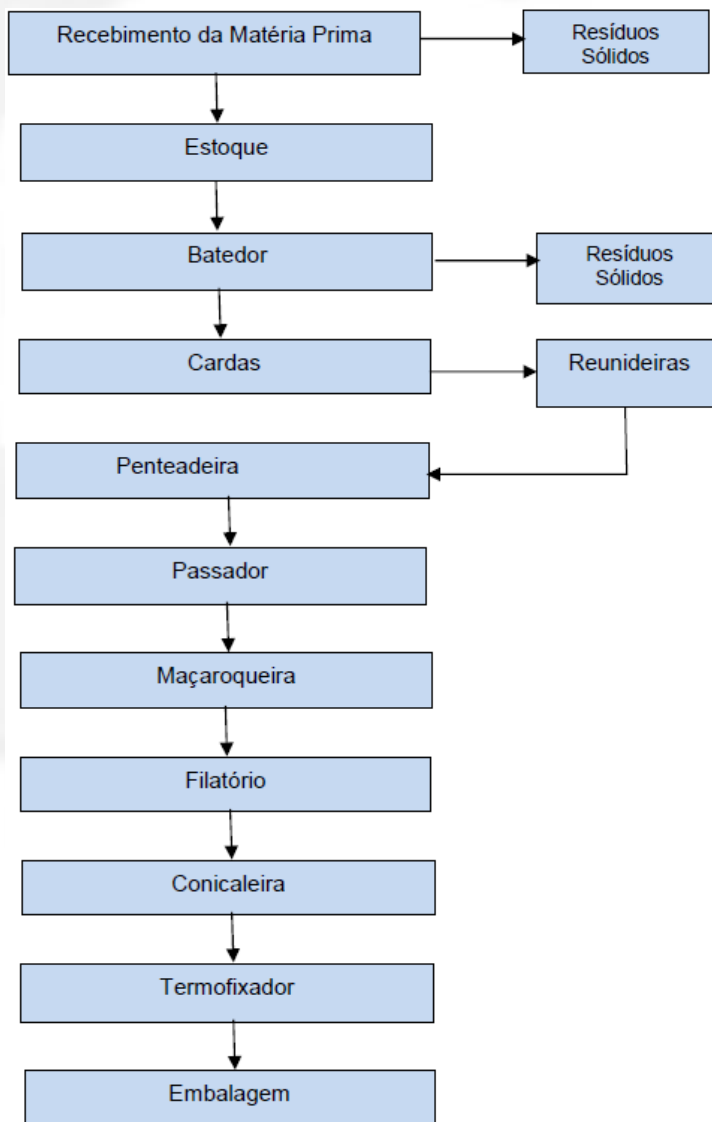 Recebimento da Matéria Prima
Resíduos
Sólidos
Estoque
Batedor
Resíduos
Sólidos
Cardas
Reunideiras
Penteadeira
Passador
Maçaroqueira
Filatório
Conicaleira
Termofixador
Embalagem